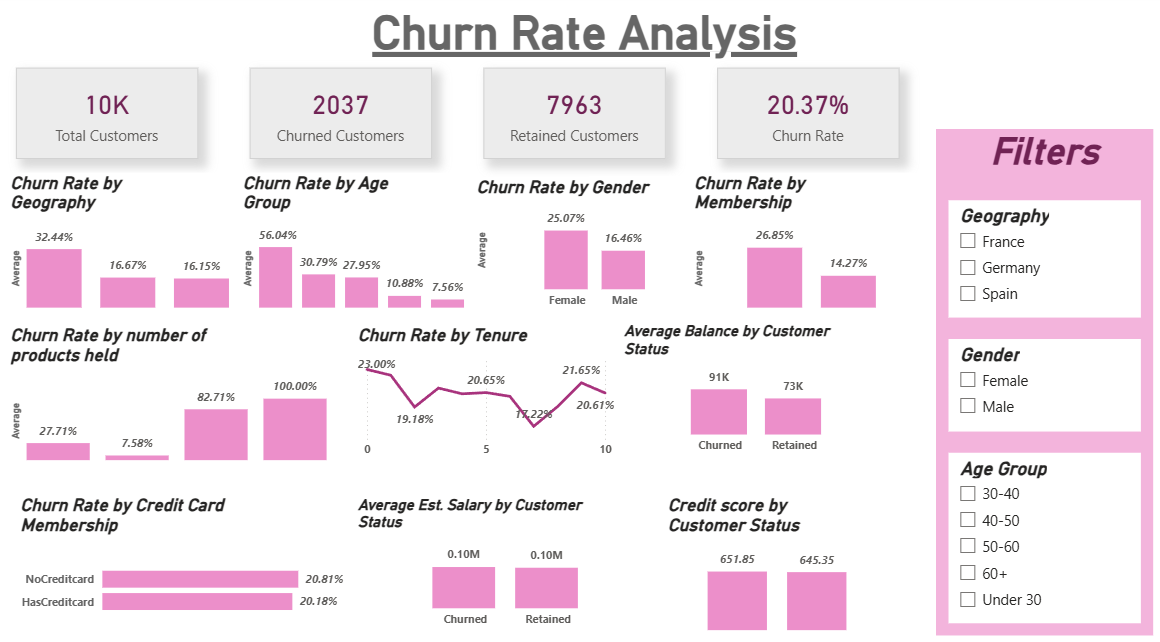 Churn Rate Analysis
10K
Total Customers
2037
Churned Customers
7963
Retained Customers
20.37%
Churn Rate
Churn Rate by
Geography
Average
32.44%
16.67%
16.15%
Churn Rate by Age
Group
Average
56.04%
30.79%
27.95%
10.88%
7.56%
Churn Rate by Gender
Average
25.07%
16.46%
Female
Male
Churn Rate by
Membership
Average
26.85%
14.27%
Churn Rate by number of
products held
Average
27.71%
7.58%
82.71%
100.00%
Churn Rate by Tenure
23.00%
19.18%
20.65%
17.22%
21.65%
20.61%
0
5
10
Average Balance by Customer
Status
91K
73K
Churned
Retained
Churn Rate by Credit Card
Membership
NoCreditcard
20.81%
HasCreditcard
20.18%
Average Est. Salary by Customer
Status
0.10M
0.10M
Churned
Retained
Credit score by
Customer Status
651.85
645.35
Filters
Geography
France
Germany
Spain
Gender
Female
Male
Age Group
30-40
40-50
50-60
60+
Under 30